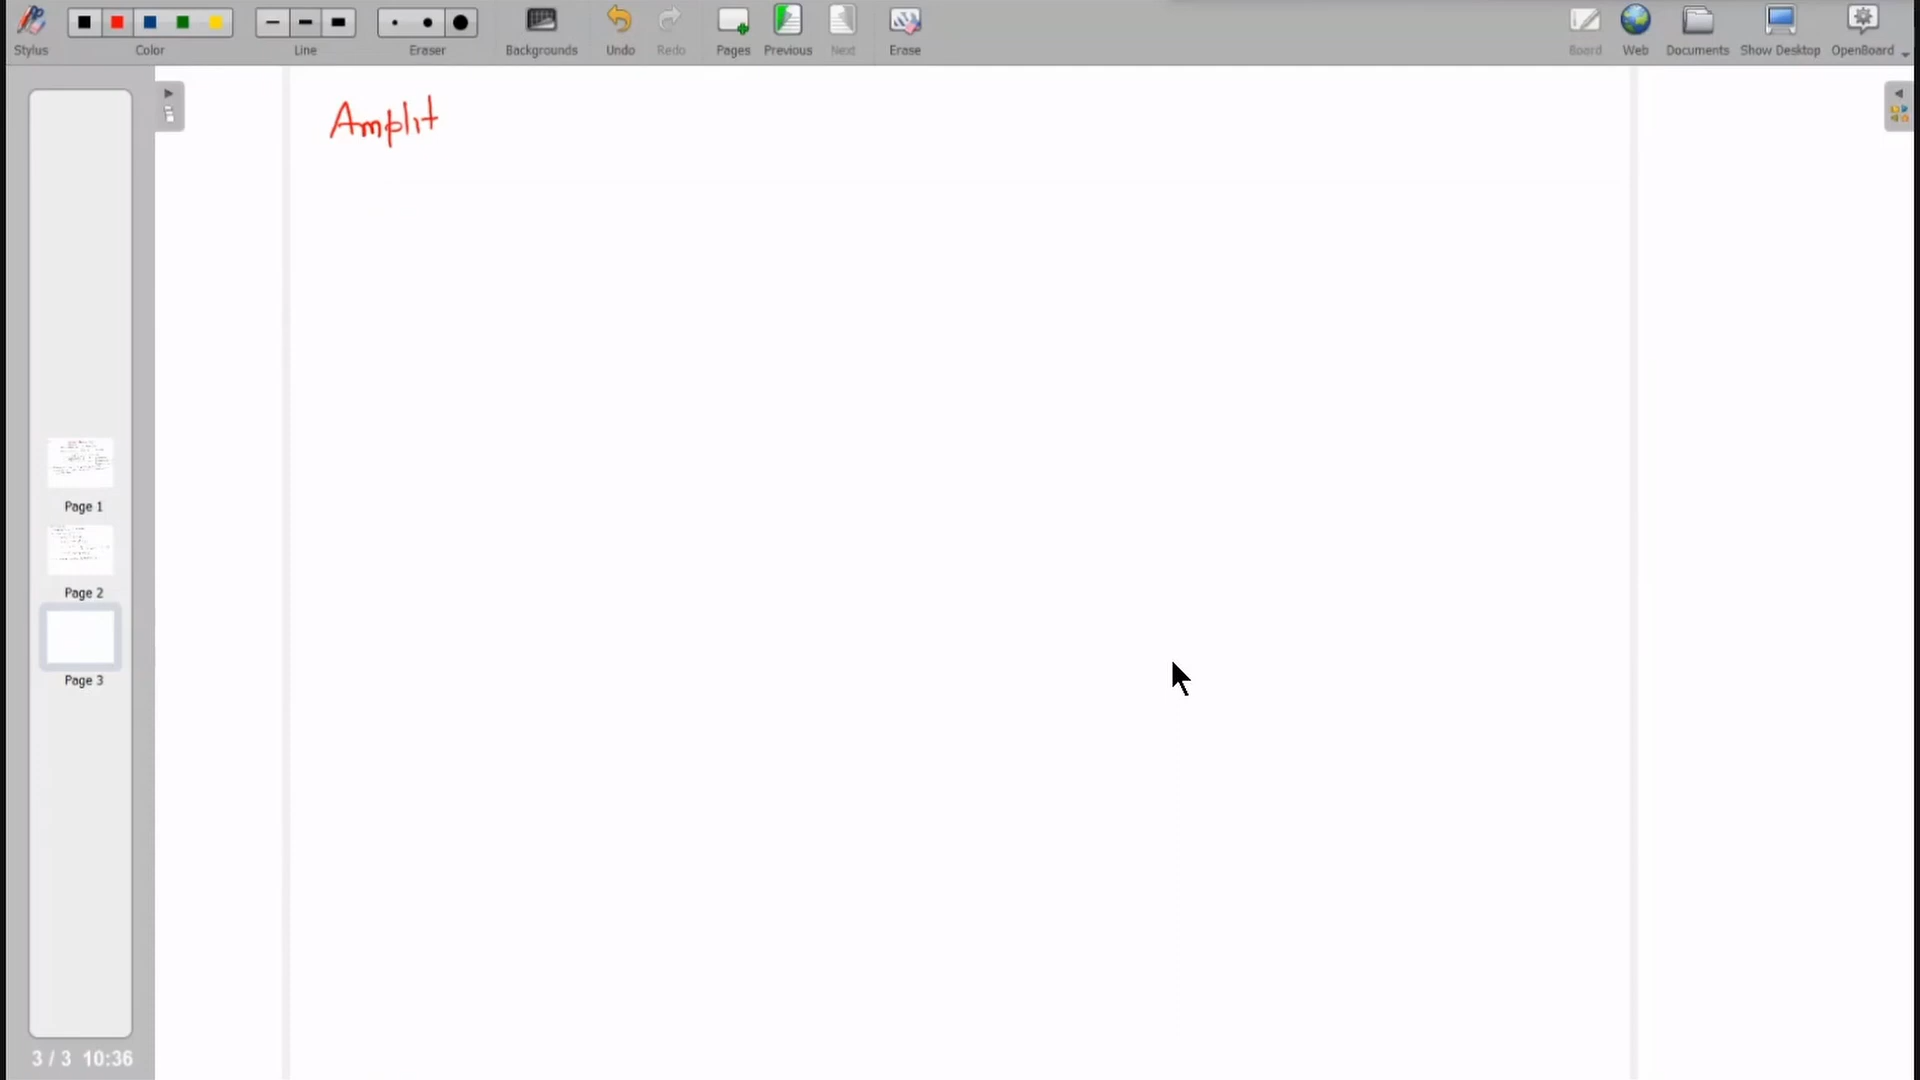 Stylus Color Line Eraser Backgrounds Undo Redo Pages Previous Next Erase Board Web Documents Show Desktop OpenBoard
Amplit
Page 1
Page 2
Page 3
3 / 3 10:36